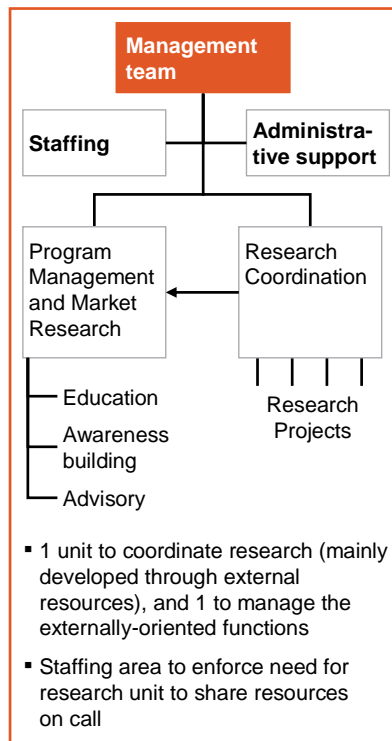 Management
team
Staffing
Administra-
tive support
Program
Management
and Market
Research
Research
Coordination
Education
Awareness
building
Advisory
Research
Projects
▪ 1 unit to coordinate research (mainly
developed through external
resources), and 1 to manage the
externally-oriented functions
▪ Staffing area to enforce need for
research unit to share resources
on call